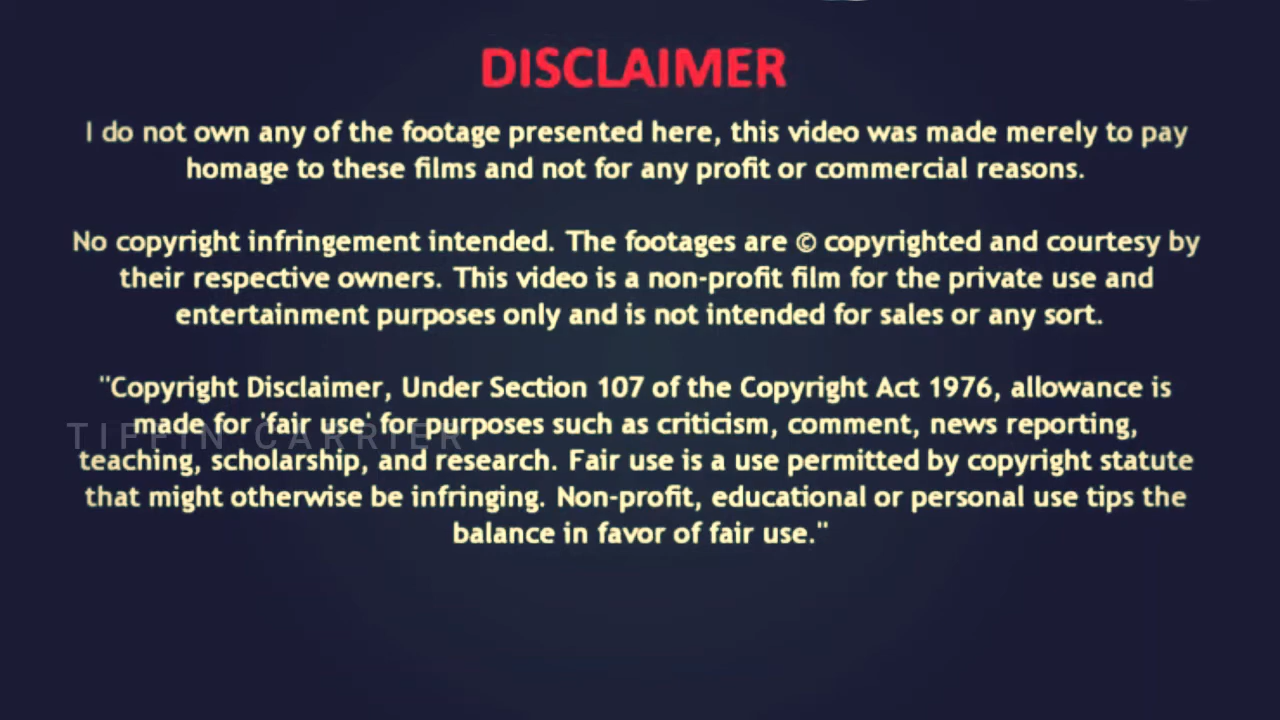 DISCLAIMER
I do not own any of the footage presented here, this video was made merely to pay
homage to these films and not for any profit or commercial reasons.
No copyright infringement intended. The footages are © copyrighted and courtesy by
their respective owners. This video is a non-profit film for the private use and
entertainment purposes only and is not intended for sales or any sort.
"Copyright Disclaimer, Under Section 107 of the Copyright Act 1976, allowance is
made for 'fair use' for purposes such as criticism, comment, news reporting,
TIFFIN CARRIER
teaching, scholarship, and research. Fair use is a use permitted by copyright statute
that might otherwise be infringing. Non-profit, educational or personal use tips the
balance in favor of fair use."